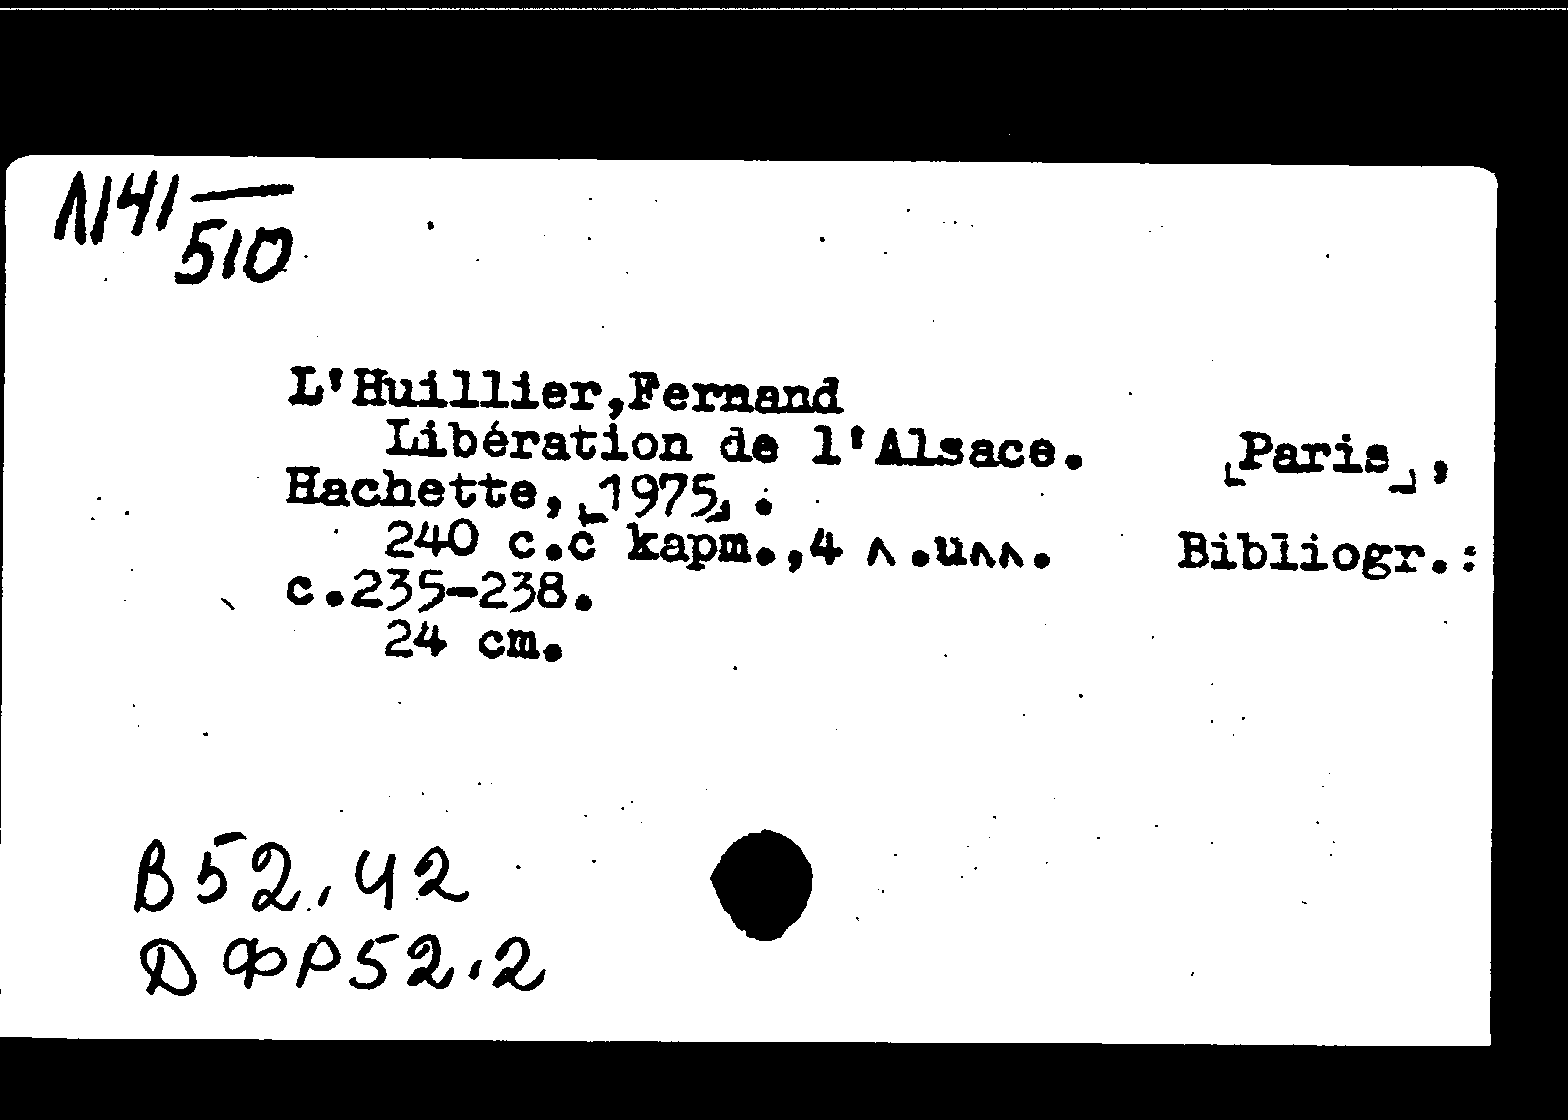 Л141
510
L'Huillier,Fernand
Libération de l'Alsace. [Paris],
Hachette, [1975].
240 c.c карт.,4 л.илл. Bibliogr.:
c.235-238.
24 cm.
В52.42
ДФР52.2